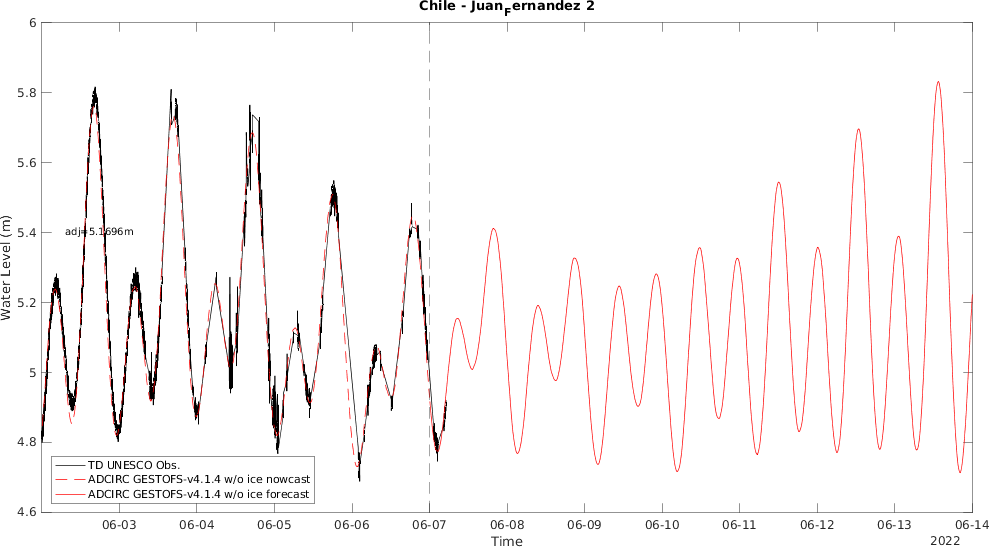 Chile - Juan_Fernandez 2
6
5.8
5.6
5.4
5.2
5
4.8
4.6
Water Level (m)
adj=5.1696m
TD UNESCO Obs.
ADCIRC GESTOFS-v4.1.4 w/o ice nowcast
ADCIRC GESTOFS-v4.1.4 w/o ice forecast
06-03 06-04 06-05 06-06 06-07 06-08 06-09 06-10 06-11 06-12 06-13 06-14
Time
2022